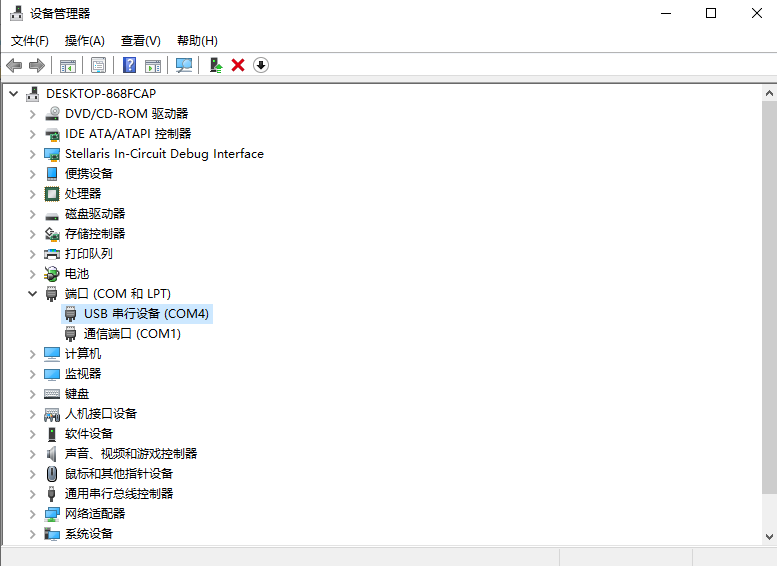 设备管理器
文件(F) 操作(A) 查看(V) 帮助(H)
DESKTOP-868FCAP
DVD/CD-ROM 驱动器
IDE ATA/ATAPI 控制器
Stellaris In-Circuit Debug Interface
便携设备
处理器
磁盘驱动器
存储控制器
打印队列
电池
端口 (COM 和 LPT)
USB 串行设备 (COM4)
通信端口 (COM1)
计算机
监视器
键盘
人机接口设备
软件设备
声音、视频和游戏控制器
鼠标和其他指针设备
通用串行总线控制器
网络适配器
系统设备